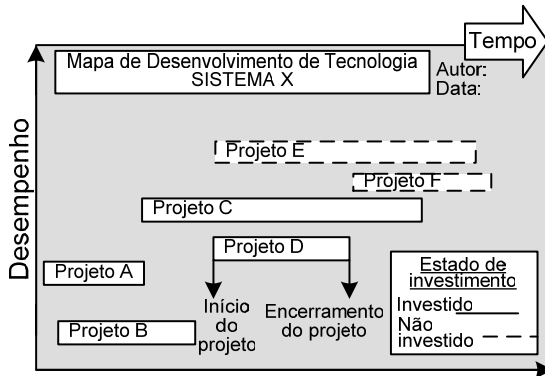 Tempo
Mapa de Desenvolvimento de Tecnologia
SISTEMA X
Autor:
Data:
Desempenho
Projeto E
Projeto F
Projeto C
Projeto D
Projeto A
Início
do
projeto
Encerramento
do projeto
Projeto B
Estado de
investimento
Investido
Não
investido